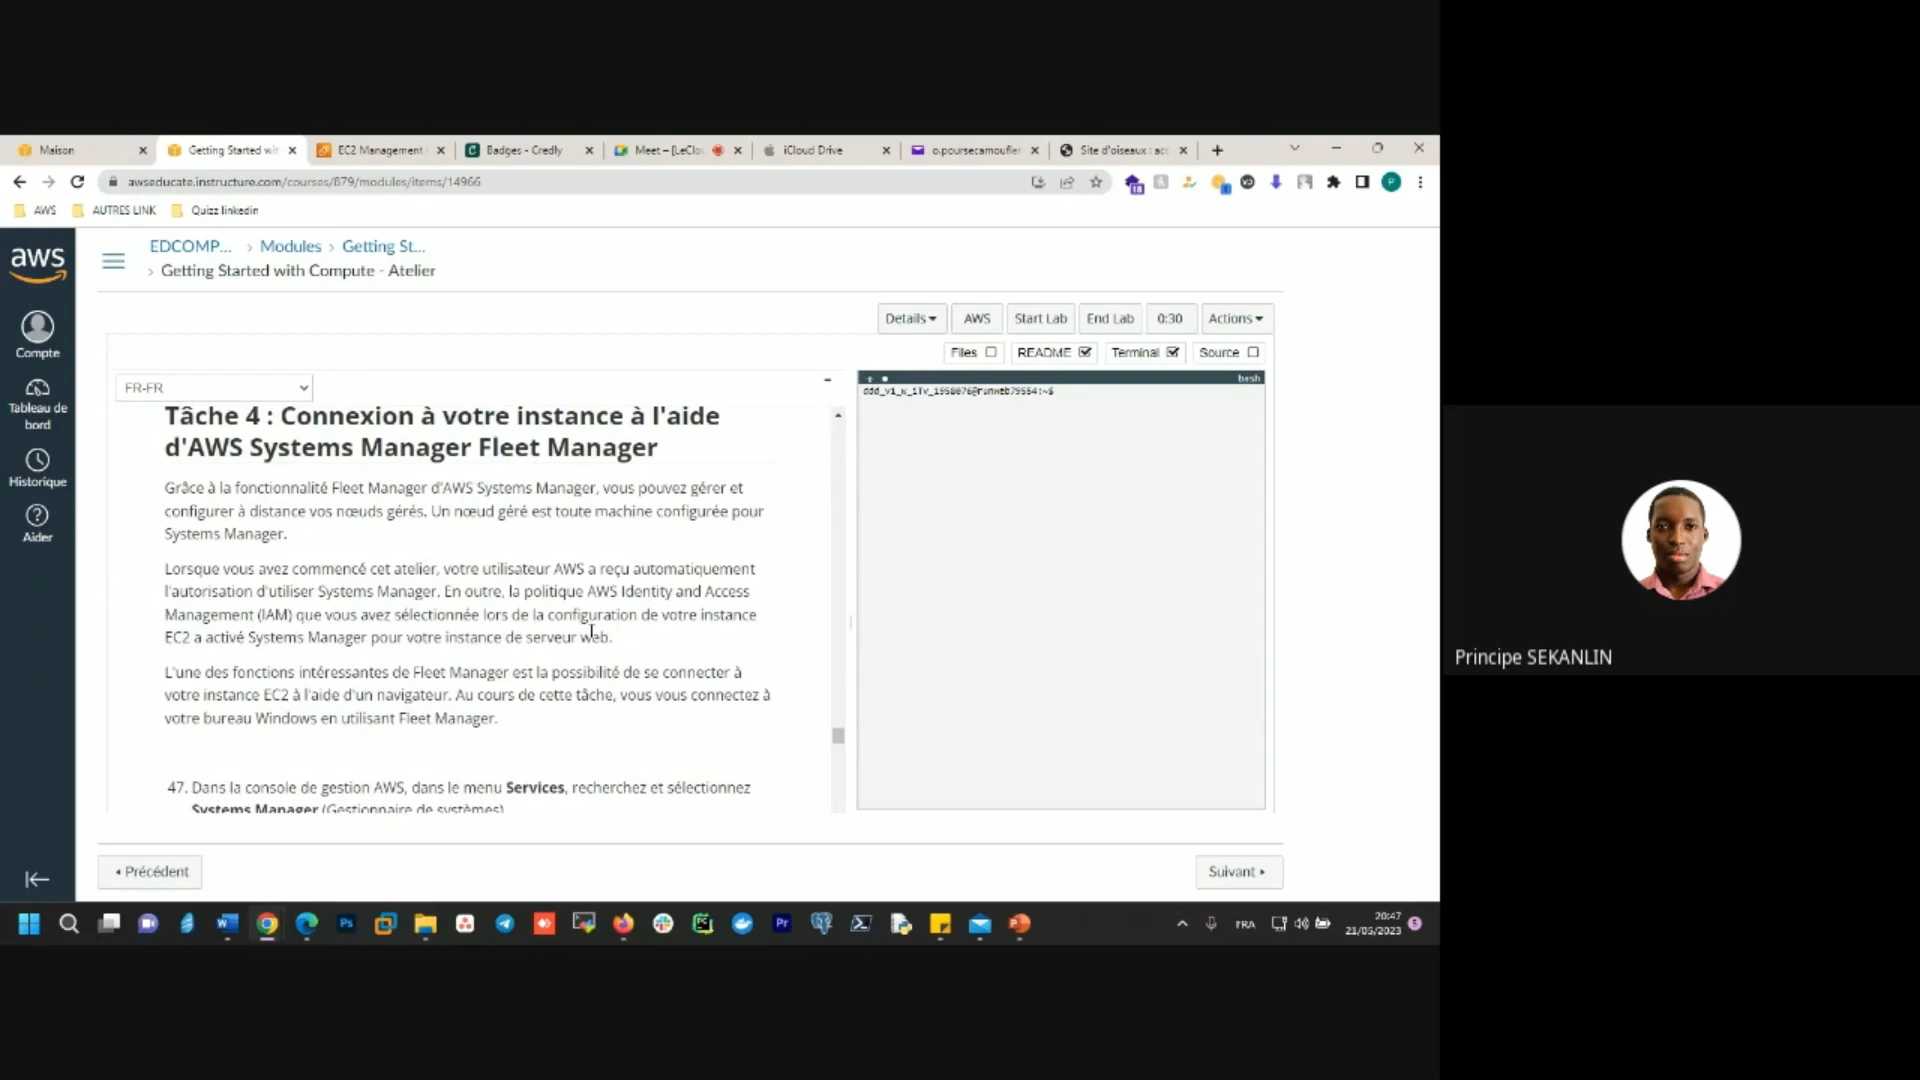 Maison
Getting Started wit
EC2 Management
Badges - Credly
Meet – [LeClo
iCloud Drive
o.poursecamoufler
Site d'oiseaux : acc
awseducate.instructure.com/courses/879/modules/items/14966
AWS
AUTRES LINK
Quizz linkedin
aws
EDCOMP... › Modules › Getting St...
› Getting Started with Compute - Atelier
Compte
Tableau de
bord
Historique
Aider
Details
AWS
Start Lab
End Lab
0:30
Actions
Files
README
Terminal
Source
FR-FR
bash
Tâche 4 : Connexion à votre instance à l'aide
d'AWS Systems Manager Fleet Manager
Grâce à la fonctionnalité Fleet Manager d'AWS Systems Manager, vous pouvez gérer et
configurer à distance vos nœuds gérés. Un nœud géré est toute machine configurée pour
Systems Manager.
Lorsque vous avez commencé cet atelier, votre utilisateur AWS a reçu automatiquement
l'autorisation d'utiliser Systems Manager. En outre, la politique AWS Identity and Access
Management (IAM) que vous avez sélectionnée lors de la configuration de votre instance
EC2 a activé Systems Manager pour votre instance de serveur web.
L'une des fonctions intéressantes de Fleet Manager est la possibilité de se connecter à
votre instance EC2 à l'aide d'un navigateur. Au cours de cette tâche, vous vous connectez à
votre bureau Windows en utilisant Fleet Manager.
47. Dans la console de gestion AWS, dans le menu Services, recherchez et sélectionnez
Systems Manager (Gestionnaire de systèmes)
Précédent
Suivant
FRA
20:47
21/05/2023
Principe SEKANLIN